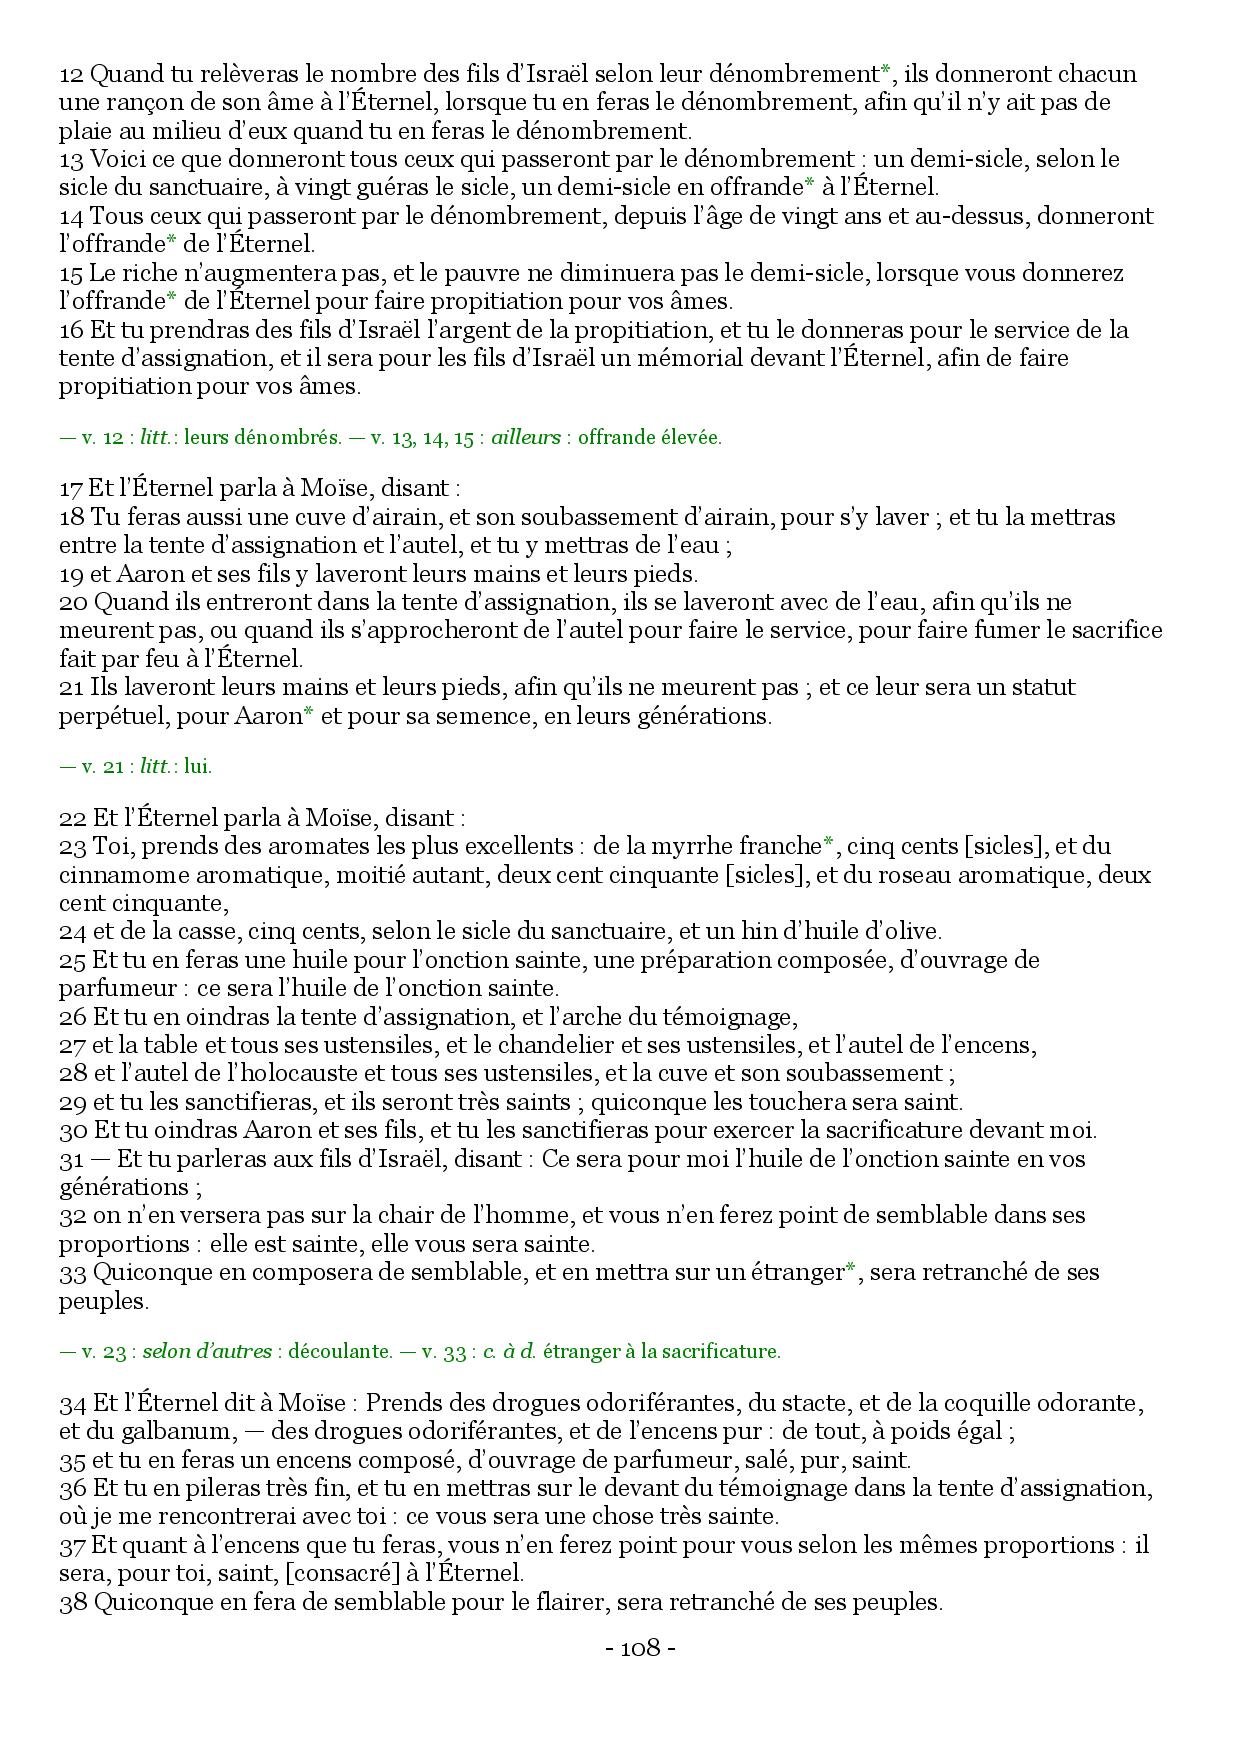 12 Quand tu relèveras le nombre des fils d’Israël selon leur dénombrement*, ils donneront chacun
une rançon de son âme à l’Éternel, lorsque tu en feras le dénombrement, afin qu’il n’y ait pas de
plaie au milieu d’eux quand tu en feras le dénombrement.
13 Voici ce que donneront tous ceux qui passeront par le dénombrement : un demi-sicle, selon le
sicle du sanctuaire, à vingt guéras le sicle, un demi-sicle en offrande* à l’Éternel.
14 Tous ceux qui passeront par le dénombrement, depuis l’âge de vingt ans et au-dessus, donneront
l’offrande* de l’Éternel.
15 Le riche n’augmentera pas, et le pauvre ne diminuera pas le demi-sicle, lorsque vous donnerez
l’offrande* de l’Éternel pour faire propitiation pour vos âmes.
16 Et tu prendras des fils d’Israël l’argent de la propitiation, et tu le donneras pour le service de la
tente d’assignation, et il sera pour les fils d’Israël un mémorial devant l’Éternel, afin de faire
propitiation pour vos âmes.
— v. 12 : litt.: leurs dénombrés. — v. 13, 14, 15 : ailleurs : offrande élevée.
17 Et l’Éternel parla à Moïse, disant :
18 Tu feras aussi une cuve d’airain, et son soubassement d’airain, pour s’y laver ; et tu la mettras
entre la tente d’assignation et l’autel, et tu y mettras de l’eau ;
19 et Aaron et ses fils y laveront leurs mains et leurs pieds.
20 Quand ils entreront dans la tente d’assignation, ils se laveront avec de l’eau, afin qu’ils ne
meurent pas, ou quand ils s’approcheront de l’autel pour faire le service, pour faire fumer le sacrifice
fait par feu à l’Éternel.
21 Ils laveront leurs mains et leurs pieds, afin qu’ils ne meurent pas ; et ce leur sera un statut
perpétuel, pour Aaron* et pour sa semence, en leurs générations.
— v. 21 : litt.: lui.
22 Et l’Éternel parla à Moïse, disant :
23 Toi, prends des aromates les plus excellents : de la myrrhe franche*, cinq cents [sicles], et du
cinnamome aromatique, moitié autant, deux cent cinquante [sicles], et du roseau aromatique, deux
cent cinquante,
24 et de la casse, cinq cents, selon le sicle du sanctuaire, et un hin d’huile d’olive.
25 Et tu en feras une huile pour l’onction sainte, une préparation composée, d’ouvrage de
parfumeur : ce sera l’huile de l’onction sainte.
26 Et tu en oindras la tente d’assignation, et l’arche du témoignage,
27 et la table et tous ses ustensiles, et le chandelier et ses ustensiles, et l’autel de l’encens,
28 et l’autel de l’holocauste et tous ses ustensiles, et la cuve et son soubassement ;
29 et tu les sanctifieras, et ils seront très saints ; quiconque les touchera sera saint.
30 Et tu oindras Aaron et ses fils, et tu les sanctifieras pour exercer la sacrificature devant moi.
31 — Et tu parleras aux fils d’Israël, disant : Ce sera pour moi l’huile de l’onction sainte en vos
générations ;
32 on n’en versera pas sur la chair de l’homme, et vous n’en ferez point de semblable dans ses
proportions : elle est sainte, elle vous sera sainte.
33 Quiconque en composera de semblable, et en mettra sur un étranger*, sera retranché de ses
peuples.
— v. 23 : selon d’autres : découlante. — v. 33 : c. à d. étranger à la sacrificature.
34 Et l’Éternel dit à Moïse : Prends des drogues odoriférantes, du stacte, et de la coquille odorante,
et du galbanum, — des drogues odoriférantes, et de l’encens pur : de tout, à poids égal ;
35 et tu en feras un encens composé, d’ouvrage de parfumeur, salé, pur, saint.
36 Et tu en pileras très fin, et tu en mettras sur le devant du témoignage dans la tente d’assignation,
où je me rencontrerai avec toi : ce vous sera une chose très sainte.
37 Et quant à l’encens que tu feras, vous n’en ferez point pour vous selon les mêmes proportions : il
sera, pour toi, saint, [consacré] à l’Éternel.
38 Quiconque en fera de semblable pour le flairer, sera retranché de ses peuples.
- 108 -